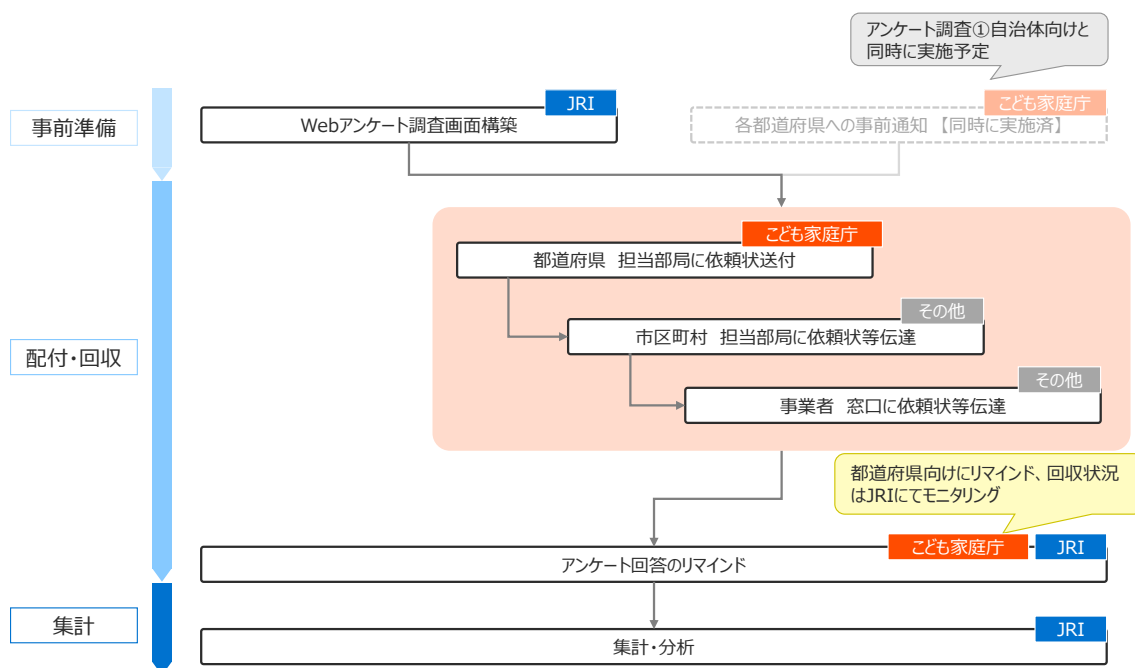 アンケート調査①自治体向けと
同時に実施予定
事前準備
JRI
Webアンケート調査画面構築
こども家庭庁
各都道府県への事前通知 【同時に実施済】
配付・回収
こども家庭庁
都道府県 担当部局に依頼状送付
その他
市区町村 担当部局に依頼状等伝達
その他
事業者 窓口に依頼状等伝達
都道府県向けにリマインド、回収状況
はJRIにてモニタリング
こども家庭庁
JRI
アンケート回答のリマインド
集計
JRI
集計・分析